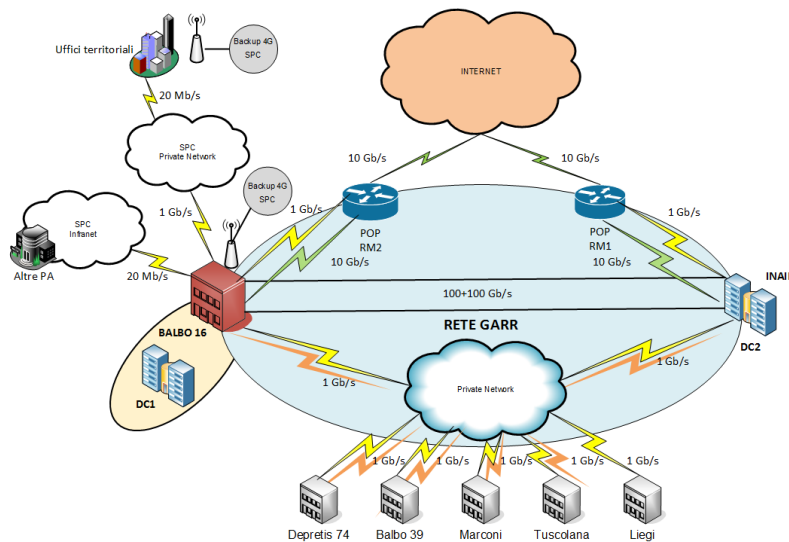 Uffici territoriali
Backup 4G
SPC
INTERNET
20 Mb/s
SPC
Private Network
10 Gb/s
10 Gb/s
Backup 4G
SPC
1 Gb/s
1 Gb/s
1 Gb/s
SPC
Infranet
POP
RM2
POP
RM1
Altre PA
20 Mb/s
10 Gb/s
10 Gb/s
INAIL
100+100 Gb/s
BALBO 16
RETE GARR
DC2
DC1
1 Gb/s
1 Gb/s
Private Network
1 Gb/s
1 Gb/s
1 Gb/s
1 Gb/s
1 Gb/s
Depretis 74
Balbo 39
Marconi
Tuscolana
Liegi